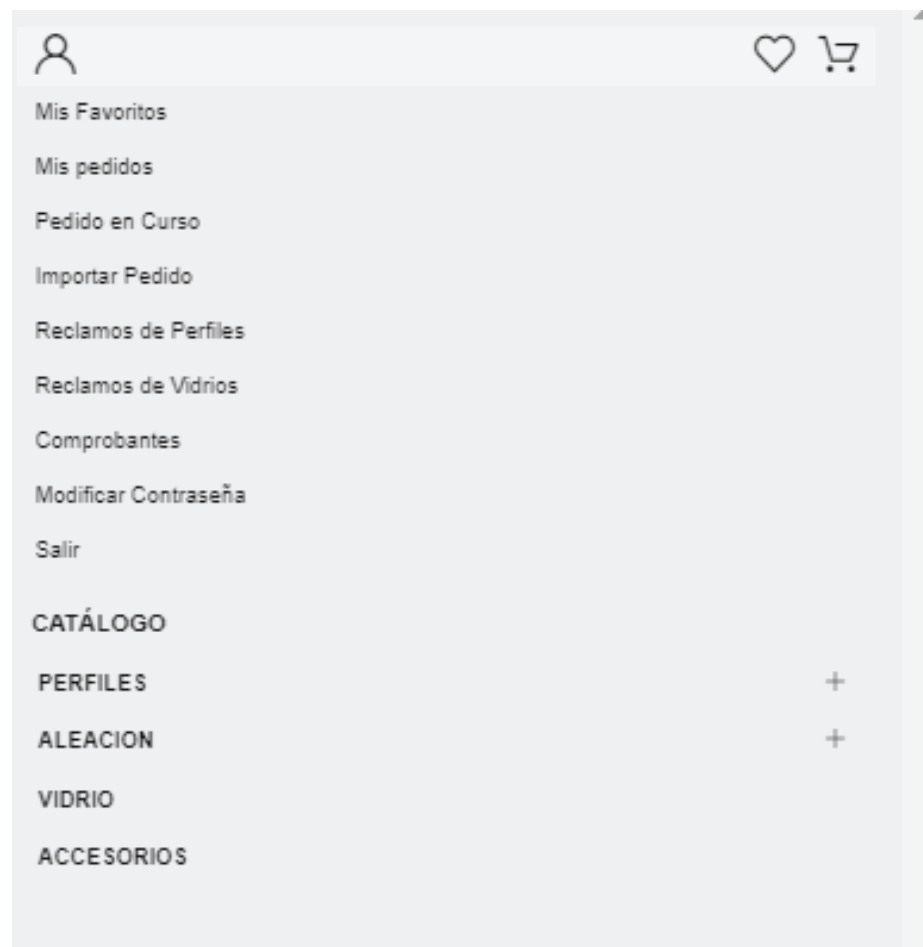 Mis Favoritos
Mis pedidos
Pedido en Curso
Importar Pedido
Reclamos de Perfiles
Reclamos de Vidrios
Comprobantes
Modificar Contraseña
Salir
CATÁLOGO
PERFILES +
ALEACION +
VIDRIO
ACCESORIOS